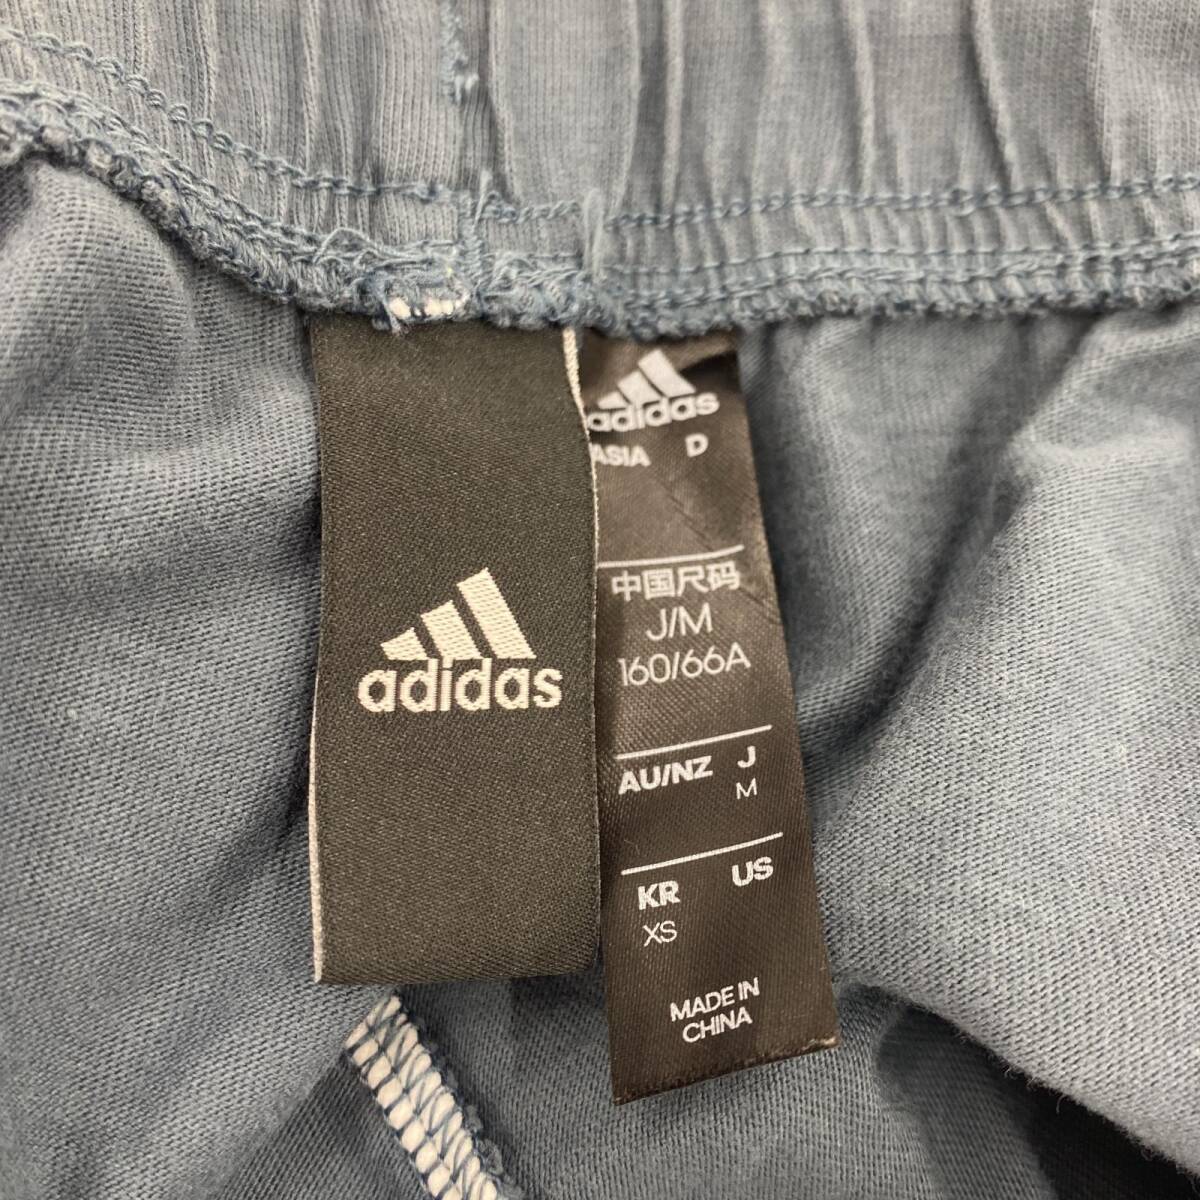 adidas
adidas
ASIA D
中国尺码
J/M
160/66A
AU/NZ J
M
KR US
XS
MADE IN
CHINA